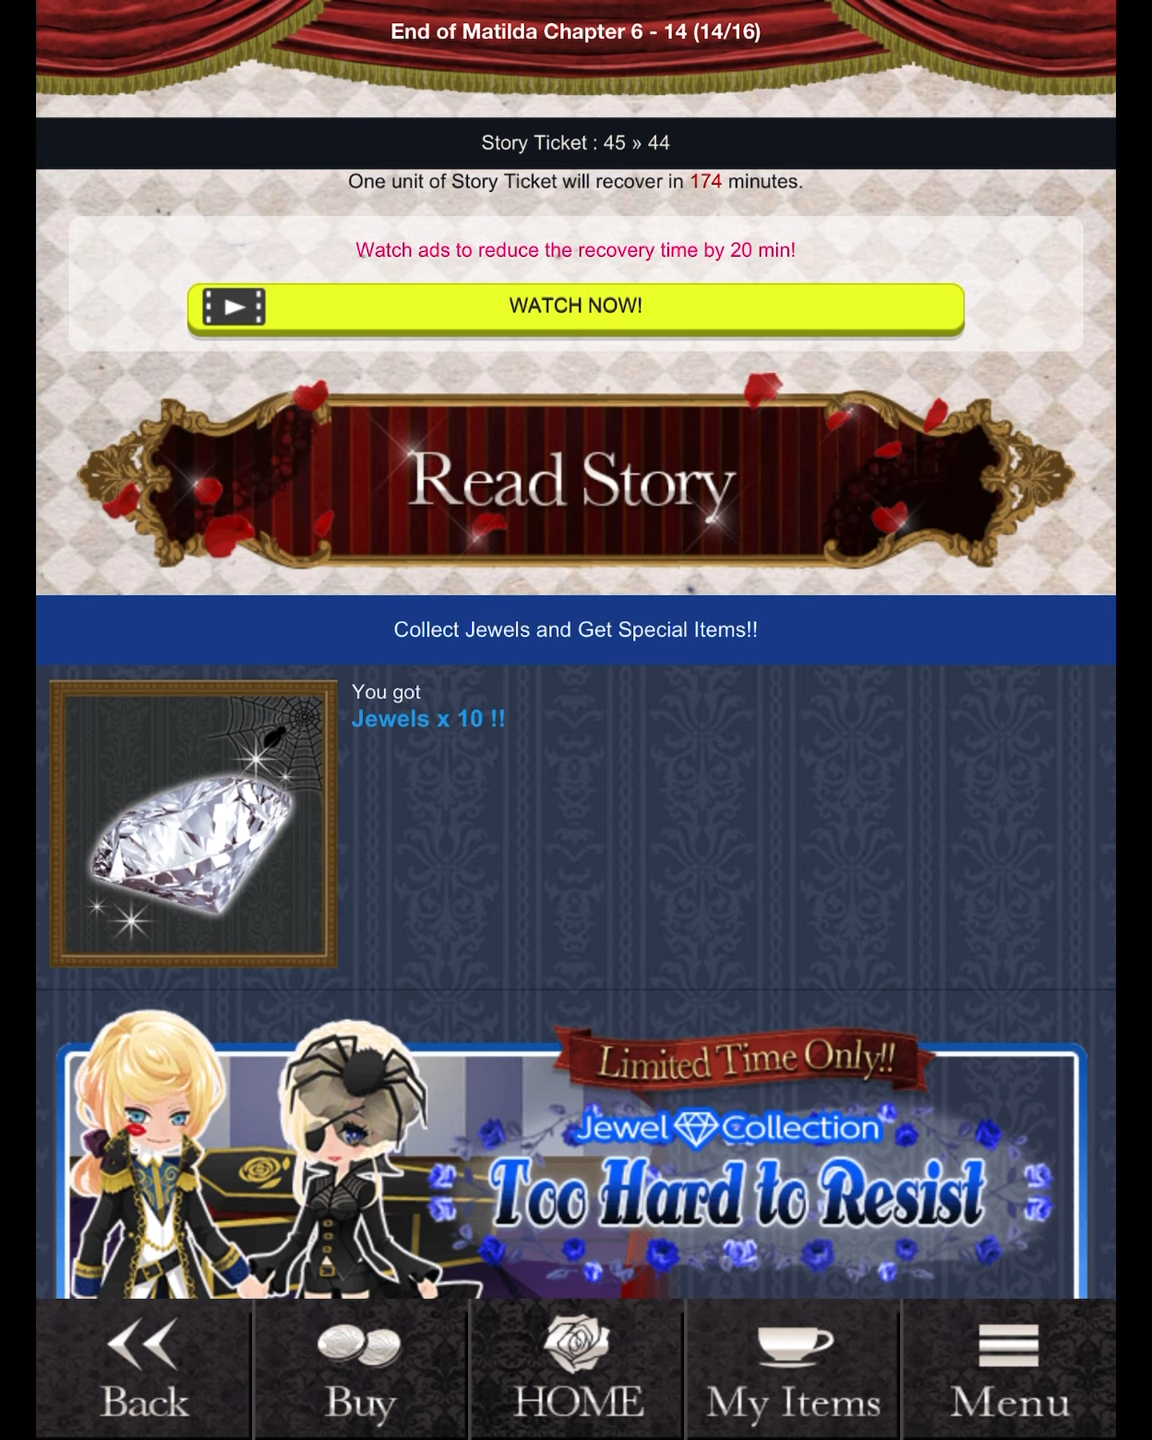 End of Matilda Chapter 6 - 14 (14/16)
Story Ticket : 45 » 44
One unit of Story Ticket will recover in 174 minutes.
Watch ads to reduce the recovery time by 20 min!
WATCH NOW!
Read Story
Collect Jewels and Get Special Items!!
You got
Jewels x 10 !!
Limited Time Only!!
Jewel Collection
Too Hard to Resist
Back
Buy
HOME
My Items
Menu